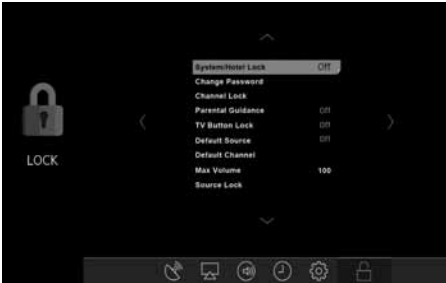 LOCK
System/Hotel Lock Off
Change Password
Channel Lock
Parental Guidance Off
TV Button Lock Off
Default Source Off
Default Channel
Max Volume 100
Source Lock